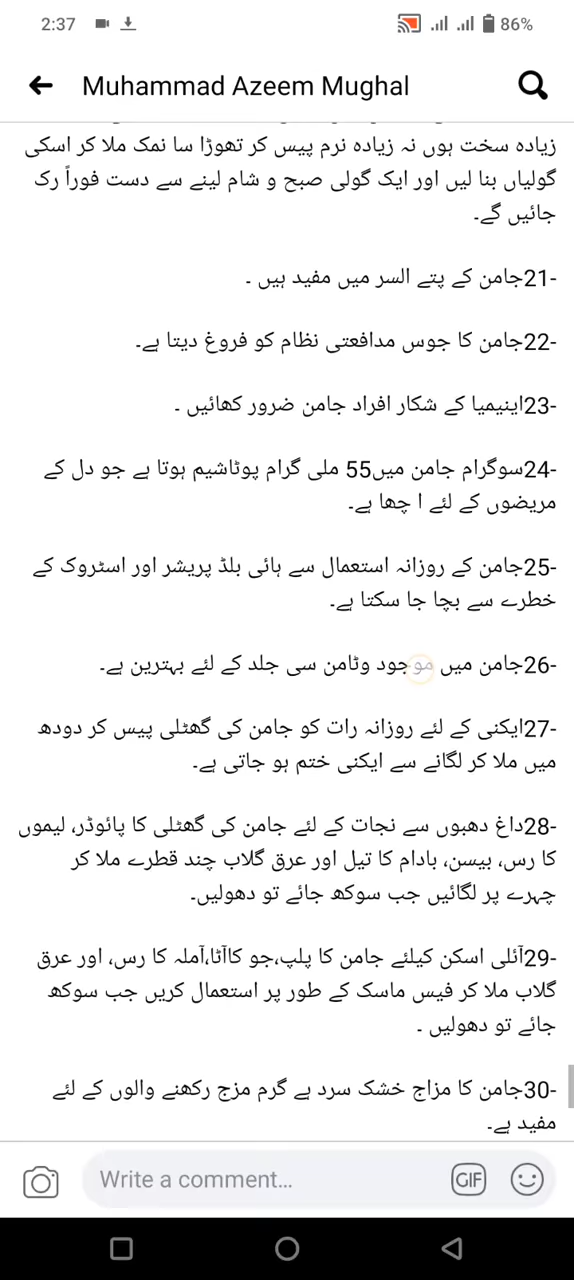 2:37
86%
Muhammad Azeem Mughal
زیادہ سخت ہوں نہ زیادہ نرم پیس کر تھوڑا سا نمک ملا کر اسکی
گولیاں بنا لیں اور ایک گولی صبح و شام لینے سے دست فوراً رک
جائیں گے۔
-21جامن کے پتے السر میں مفید ہیں ۔
-22جامن کا جوس مدافعتی نظام کو فروغ دیتا ہے۔
-23اینیمیا کے شکار افراد جامن ضرور کھائیں ۔
-24سوگرام جامن میں55 ملی گرام پوٹاشیم ہوتا ہے جو دل کے
مریضوں کے لئے ا چھا ہے۔
-25جامن کے روزانہ استعمال سے ہائی بلڈ پریشر اور اسٹروک کے
خطرے سے بچا جا سکتا ہے۔
-26جامن میں موجود وٹامن سی جلد کے لئے بہترین ہے۔
-27ایکنی کے لئے روزانہ رات کو جامن کی گھٹلی پیس کر دودھ
میں ملا کر لگانے سے ایکنی ختم ہو جاتی ہے۔
-28داغ دھبوں سے نجات کے لئے جامن کی گھٹلی کا پائوڈر، لیموں
کا رس، بیسن، بادام کا تیل اور عرق گلاب چند قطرے ملا کر
چہرے پر لگائیں جب سوکھ جائے تو دھولیں۔
-29آئلی اسکن کیلئے جامن کا پلپ،جو کاآٹا،آملہ کا رس، اور عرق
گلاب ملا کر فیس ماسک کے طور پر استعمال کریں جب سوکھ
جائے تو دھولیں ۔
-30جامن کا مزاج خشک سرد ہے گرم مزج رکھنے والوں کے لئے
مفید ہے۔
Write a comment...
GIF